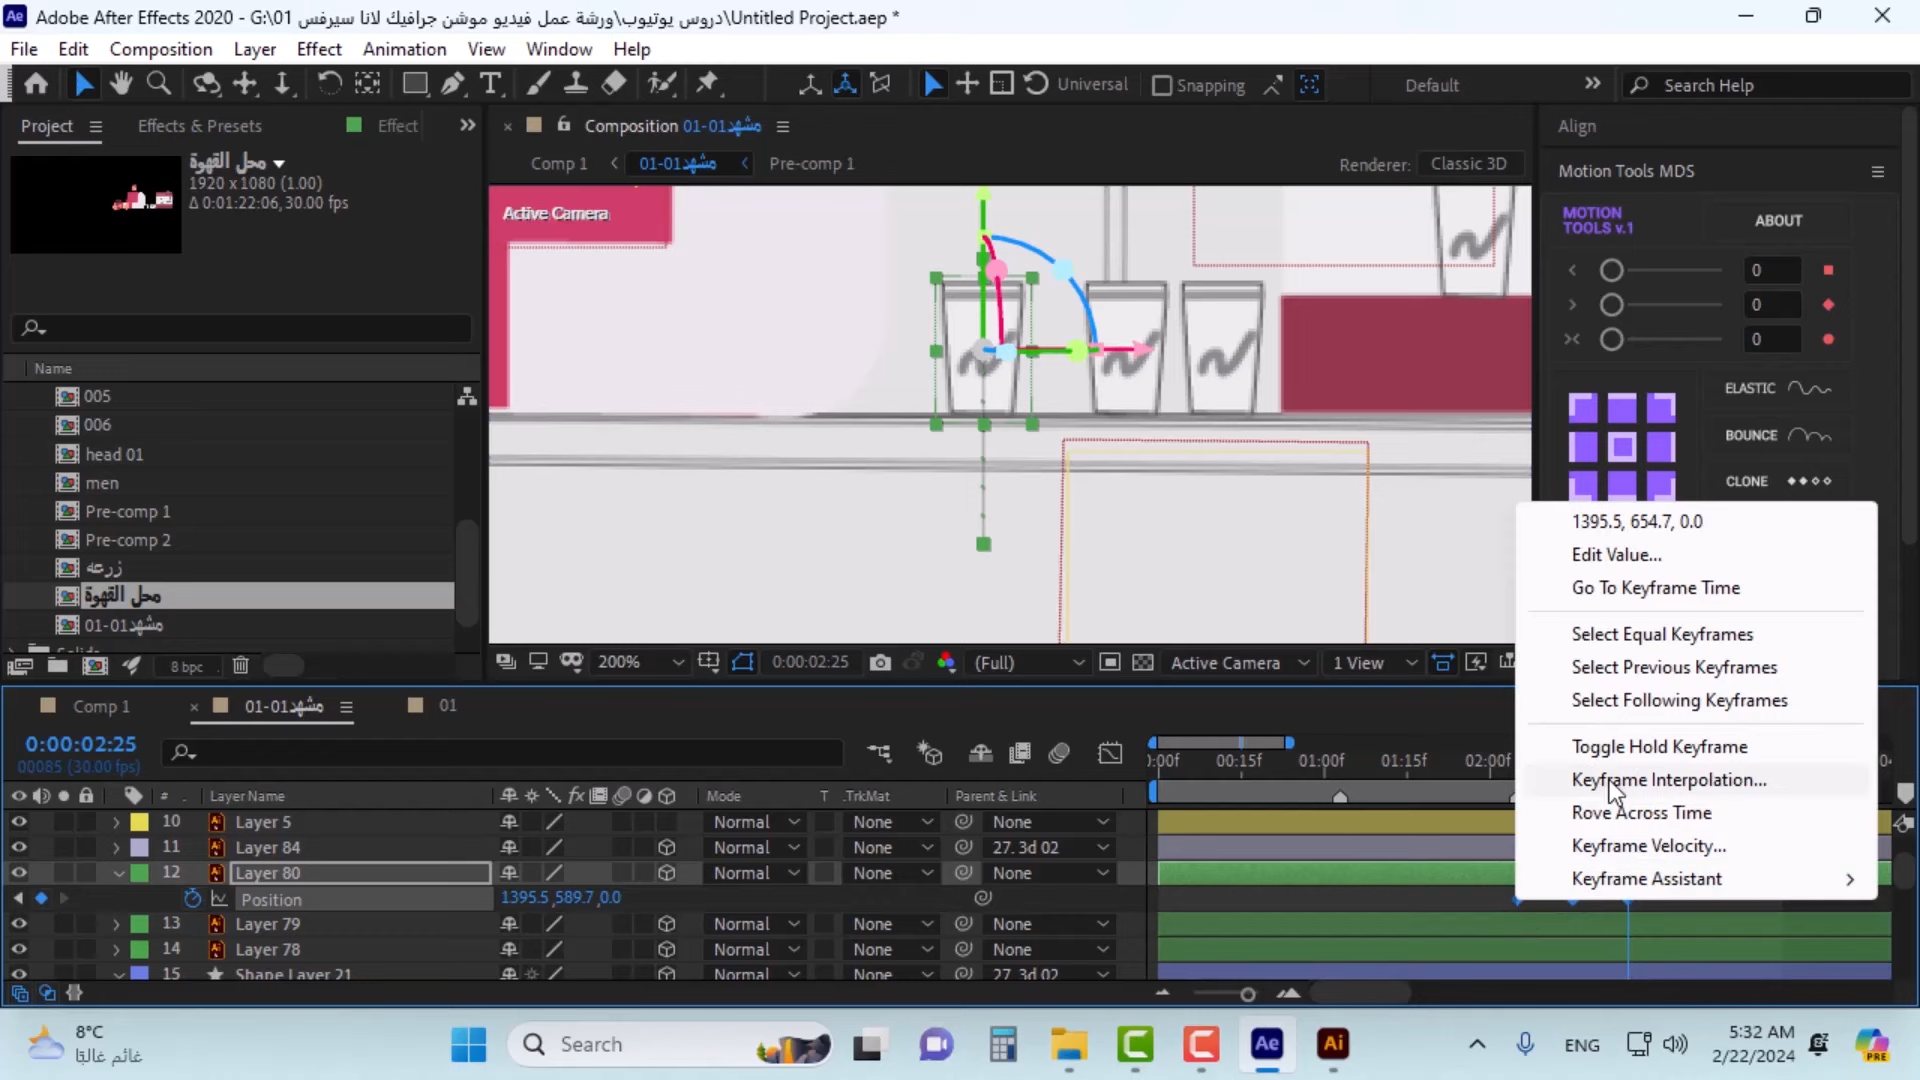 Adobe After Effects 2020 - G:\01 دروس يوتيوب\ورشة عمل فيديو موشن جرافيك لانا سيرفس\Untitled Project.aep *
File Edit Composition Layer Effect Animation View Window Help
Universal Snapping Default Search Help
Project Effects & Presets Effect
محل القهوة
1920 x 1080 (1.00)
Δ 0:01:22:06, 30.00 fps
Name
005
006
head 01
men
Pre-comp 1
Pre-comp 2
زرعه
محل القهوة
مشهد01-01
8 bpc
Composition مشهد01-01
Comp 1 مشهد01-01 Pre-comp 1
Renderer: Classic 3D
Active Camera
200% 0:00:02:25 (Full) Active Camera 1 View
Align
Motion Tools MDS
MOTION TOOLS v.1 ABOUT
0
0
0
ELASTIC
BOUNCE
CLONE
1395.5, 654.7, 0.0
Edit Value...
Go To Keyframe Time
Select Equal Keyframes
Select Previous Keyframes
Select Following Keyframes
Toggle Hold Keyframe
Keyframe Interpolation...
Rove Across Time
Keyframe Velocity...
Keyframe Assistant
Comp 1 مشهد01-01 01
0:00:02:25
00085 (30.00 fps)
:00f 00:15f 01:00f 01:15f 02:00f
# Layer Name Mode T .TrkMat Parent & Link
10 Layer 5 Normal None None
11 Layer 84 Normal None 27. 3d 02
12 Layer 80 Normal None None
Position 1395.5,589.7,0.0
13 Layer 79 Normal None None
14 Layer 78 Normal None None
15 Shape Layer 21 Normal None 27. 3d 02
8°C
غائم غالبًا
Search
Ae Ai
ENG
5:32 AM
2/22/2024
PRE